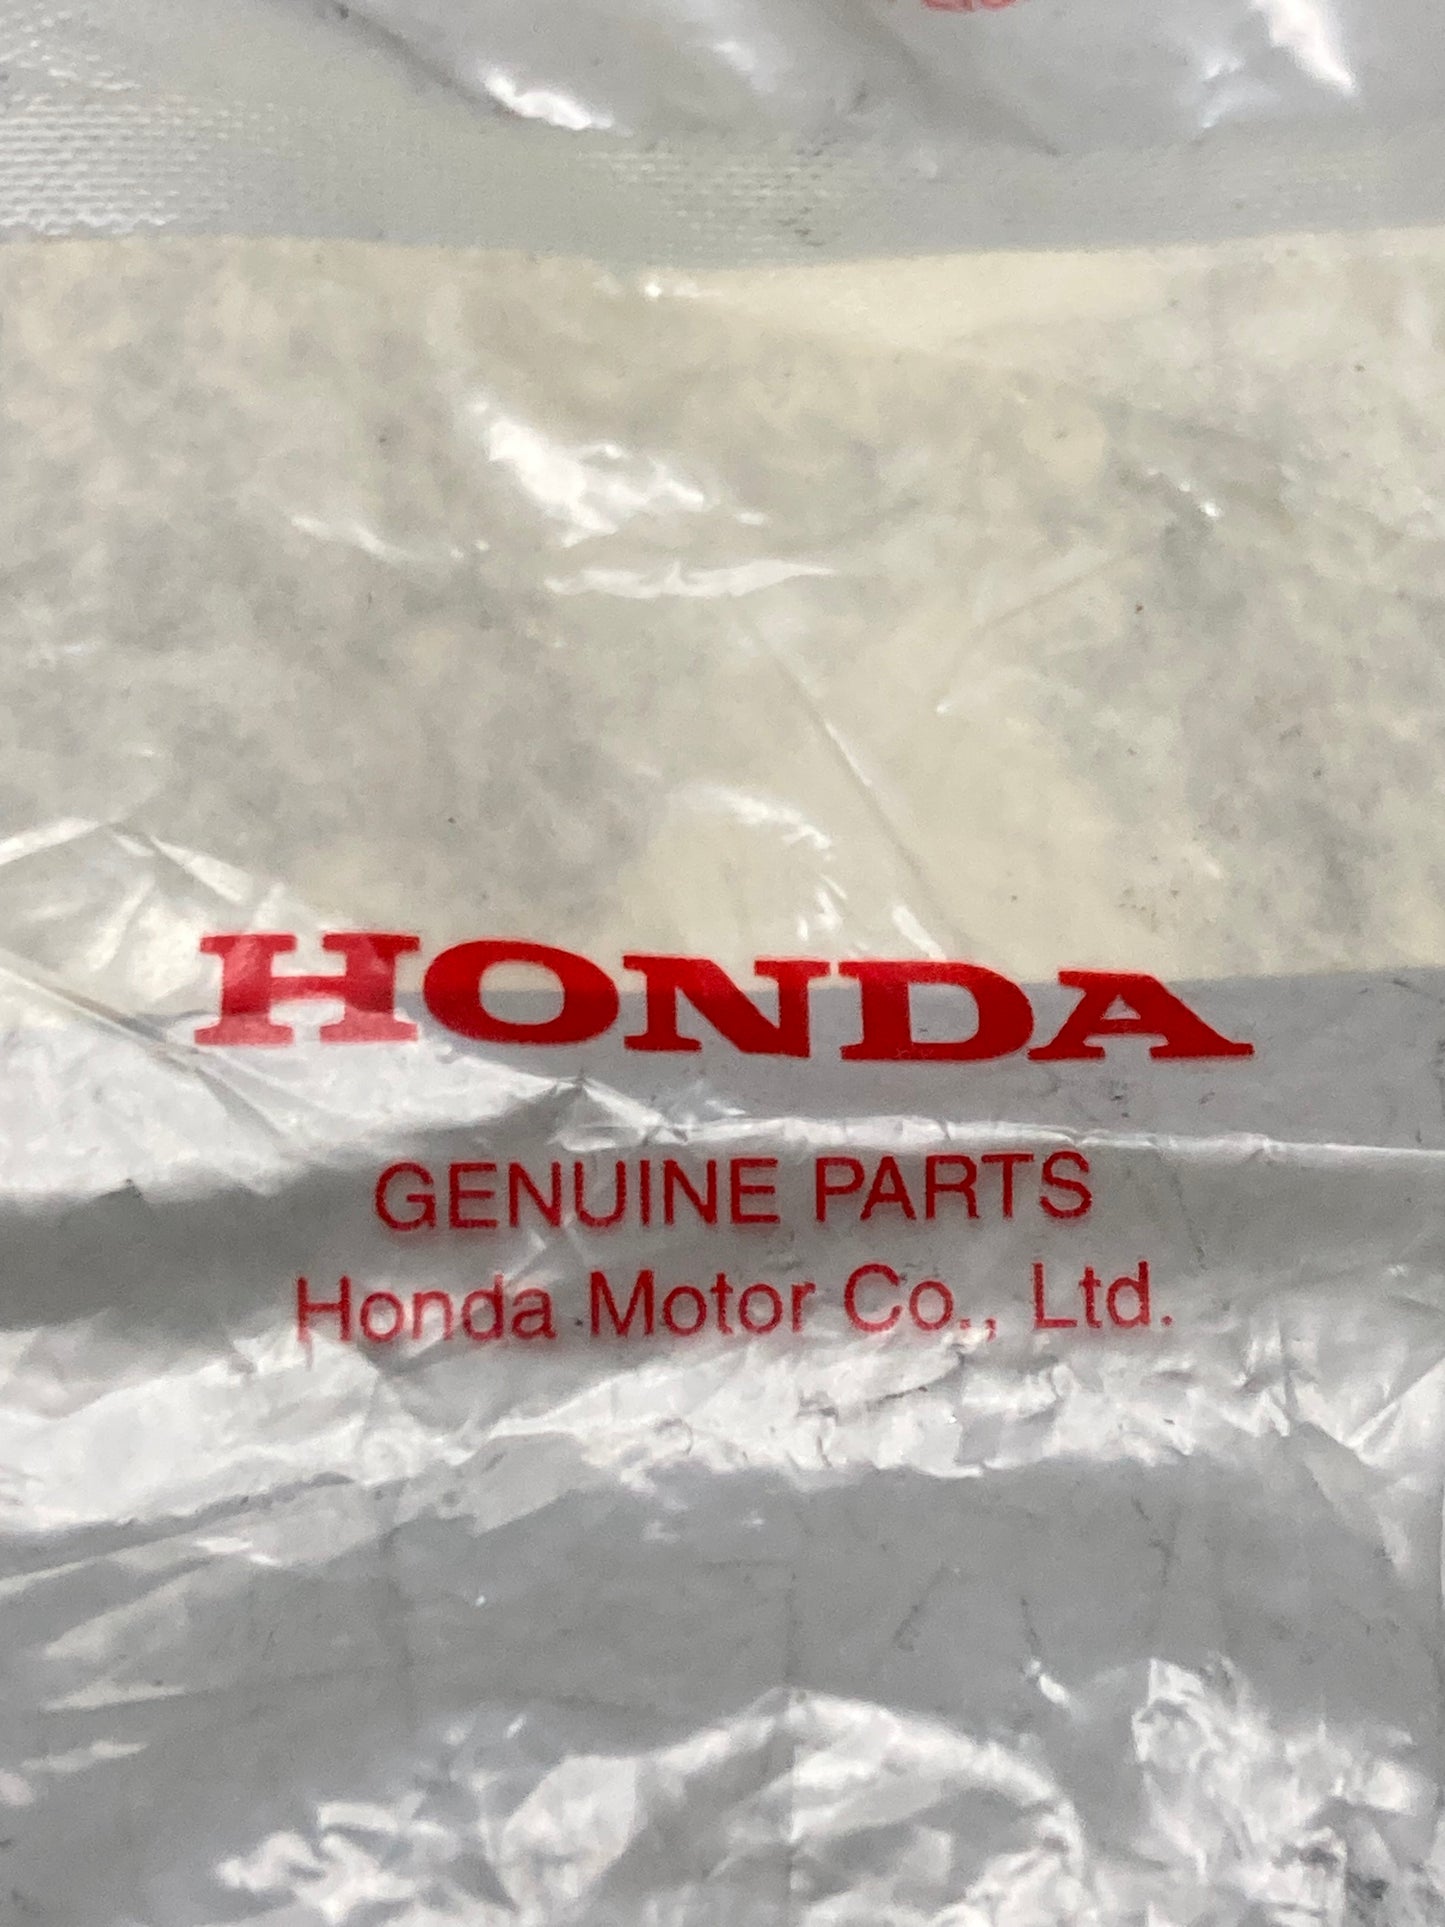 HONDA
GENUINE PARTS
Honda Motor Co., Ltd.